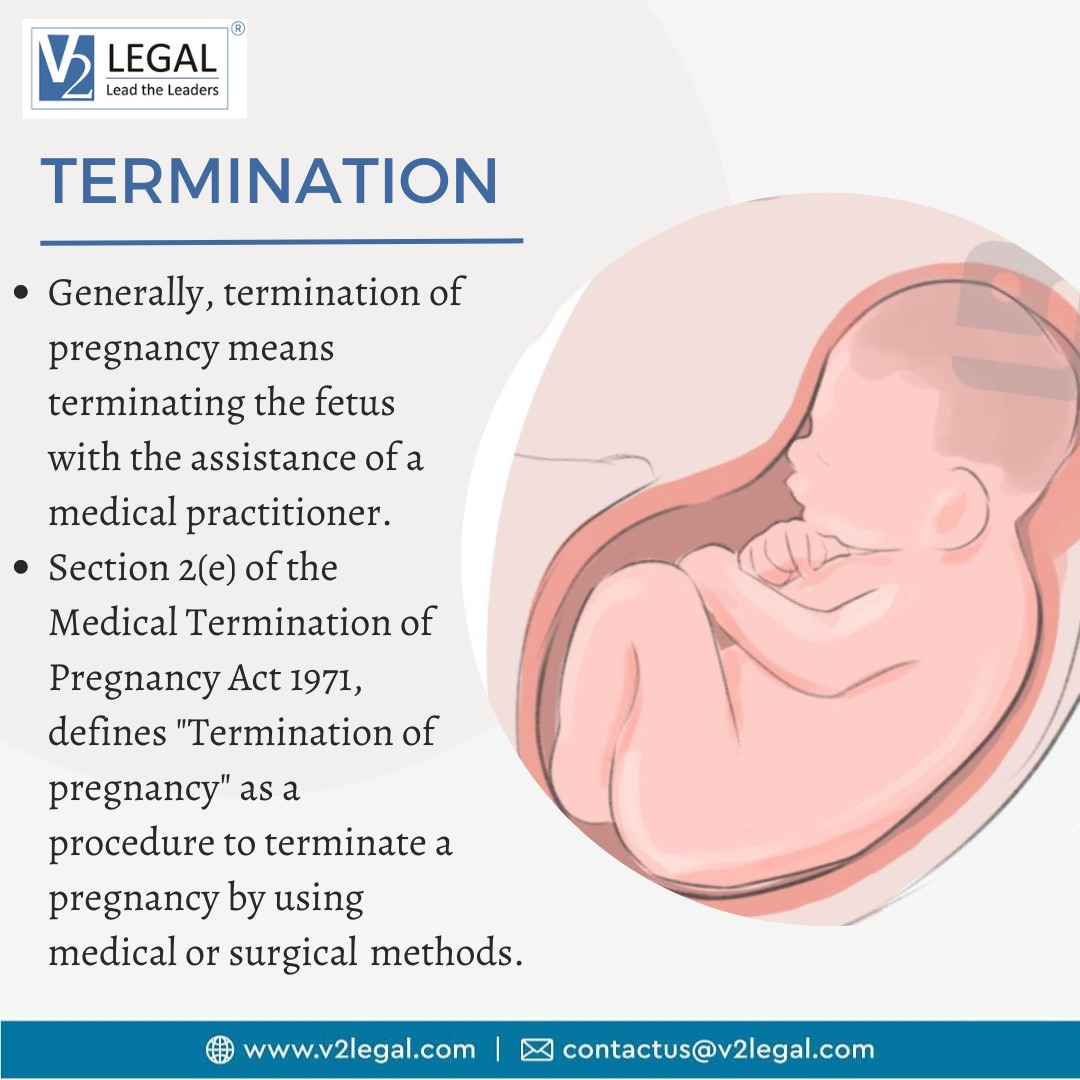 V2 LEGAL ®
Lead the Leaders
TERMINATION
• Generally, termination of
pregnancy means
terminating the fetus
with the assistance of a
medical practitioner.
• Section 2(e) of the
Medical Termination of
Pregnancy Act 1971,
defines "Termination of
pregnancy" as a
procedure to terminate a
pregnancy by using
medical or surgical methods.
www.v2legal.com | contactus@v2legal.com